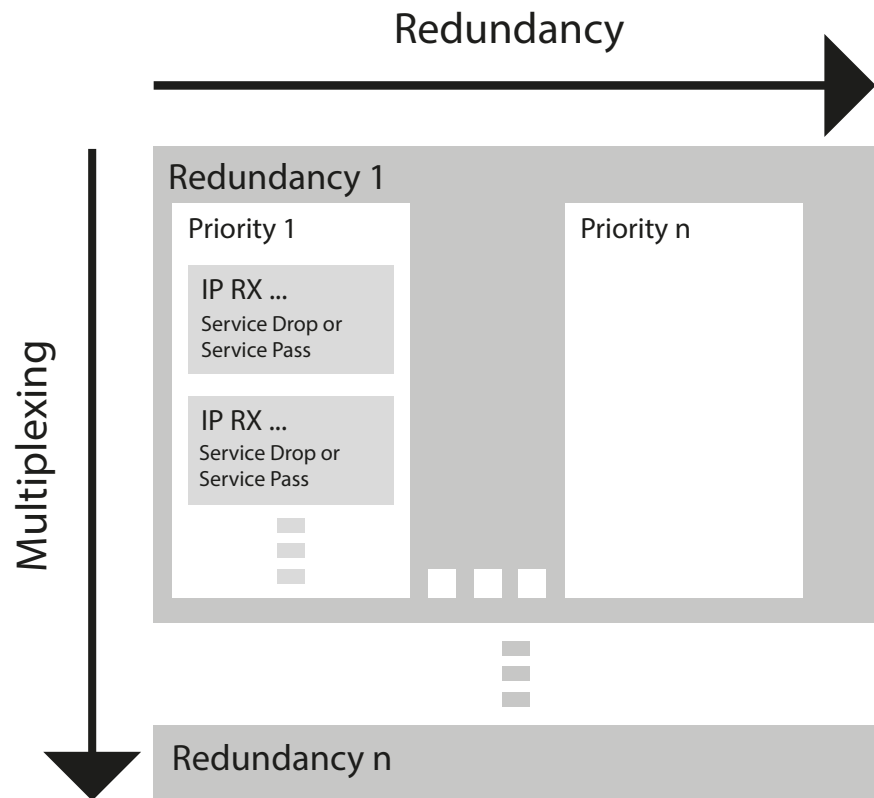 Redundancy
Multiplexing
Redundancy 1
Priority 1
IP RX ...
Service Drop or
Service Pass
IP RX ...
Service Drop or
Service Pass
Priority n
Redundancy n